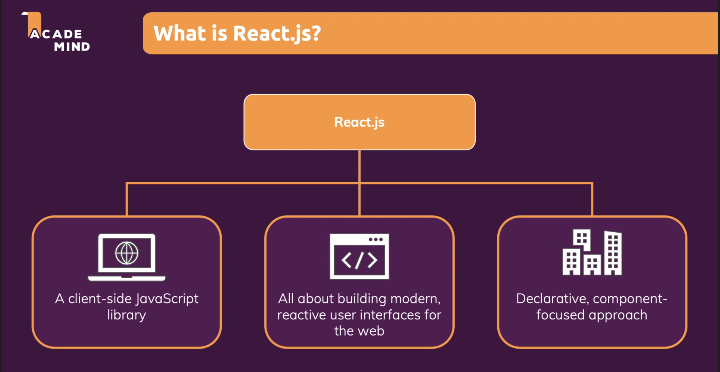 ACADE
MIND
What is React.js?
React.js
A client-side JavaScript
library
</>
All about building modern,
reactive user interfaces for
the web
Declarative, component-
focused approach